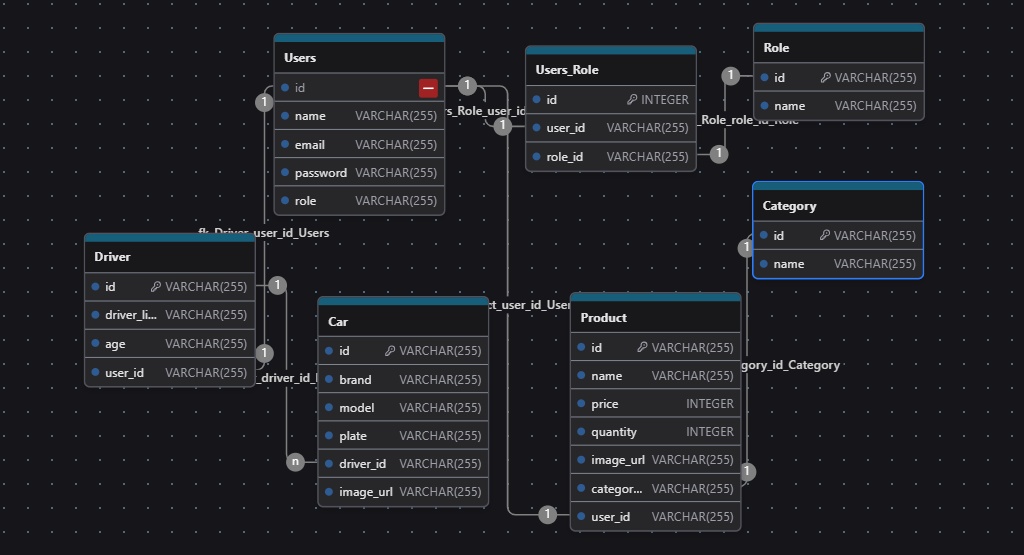 Users
id
name VARCHAR(255)
email VARCHAR(255)
password VARCHAR(255)
role VARCHAR(255)
Users_Role
id INTEGER
user_id VARCHAR(255)
role_id VARCHAR(255)
Role
id VARCHAR(255)
name VARCHAR(255)
1
1
1
1
1
s_Role_user_id
_Role_role_id_Role
Category
id VARCHAR(255)
name VARCHAR(255)
1
fk_Driver_user_id_Users
Driver
id VARCHAR(255)
driver_li... VARCHAR(255)
age VARCHAR(255)
user_id VARCHAR(255)
1
1
n
_driver_id_
Car
id VARCHAR(255)
brand VARCHAR(255)
model VARCHAR(255)
plate VARCHAR(255)
driver_id VARCHAR(255)
image_url VARCHAR(255)
ct_user_id_User
Product
id VARCHAR(255)
name VARCHAR(255)
price INTEGER
quantity INTEGER
image_url VARCHAR(255)
categor... VARCHAR(255)
user_id VARCHAR(255)
gory_id_Category
1
1